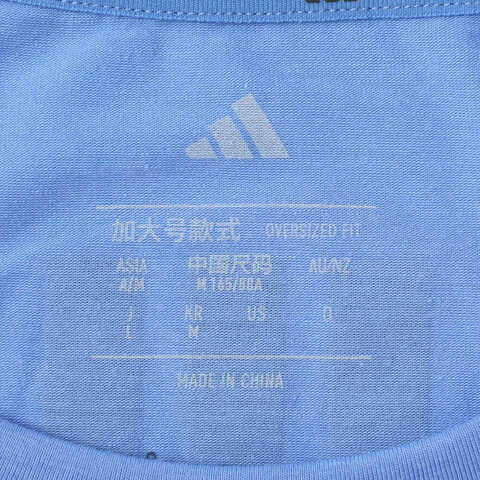 加大号款式 OVERSIZED FIT
ASIA 中国尺码 AU/NZ
A/M M 165/88A
J KR US D
L M
MADE IN CHINA